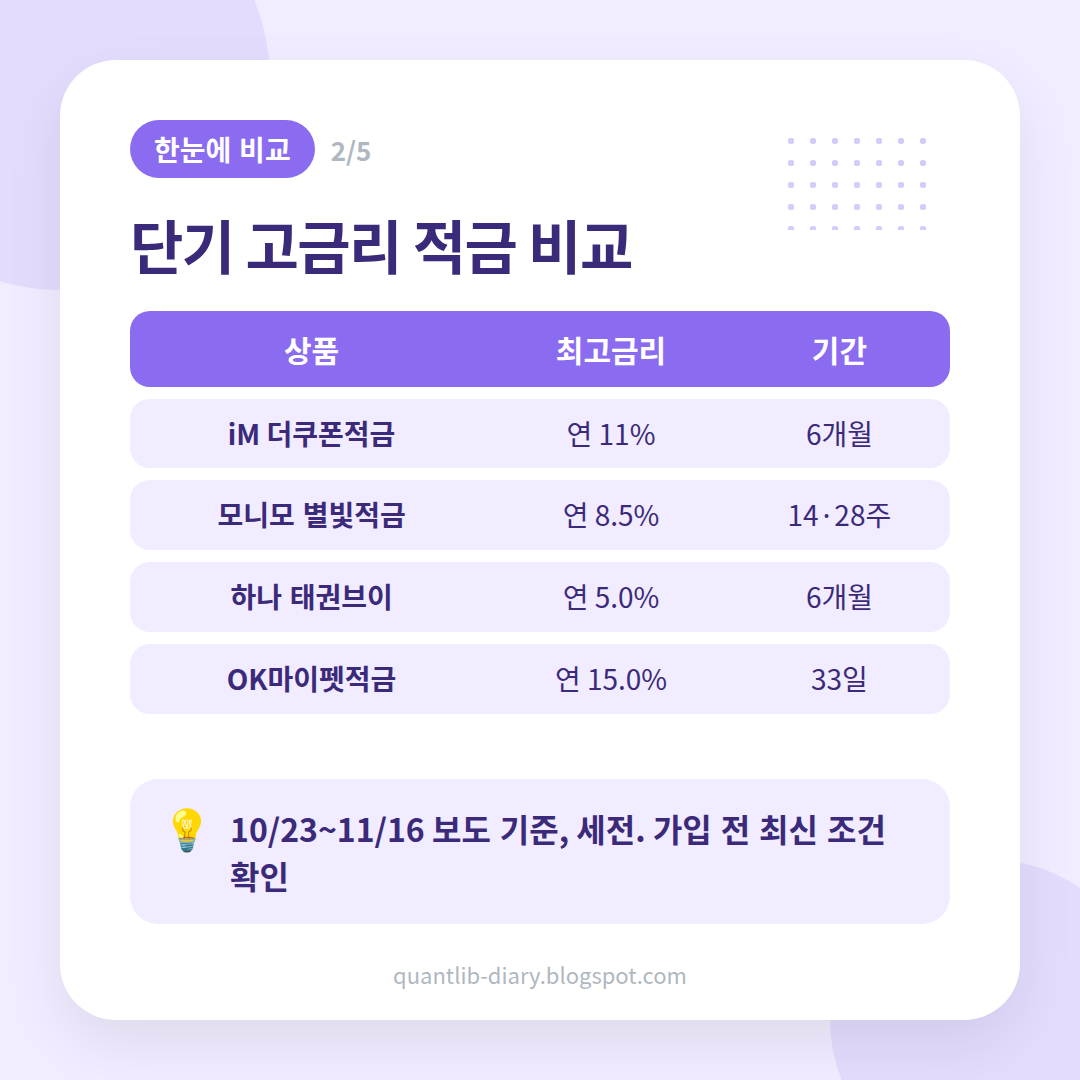 한눈에 비교 2/5
단기 고금리 적금 비교
상품 최고금리 기간
iM 더쿠폰적금 연 11% 6개월
모니모 별빛적금 연 8.5% 14·28주
하나 태권브이 연 5.0% 6개월
OK마이펫적금 연 15.0% 33일
10/23~11/16 보도 기준, 세전. 가입 전 최신 조건
확인
quantlib-diary.blogspot.com